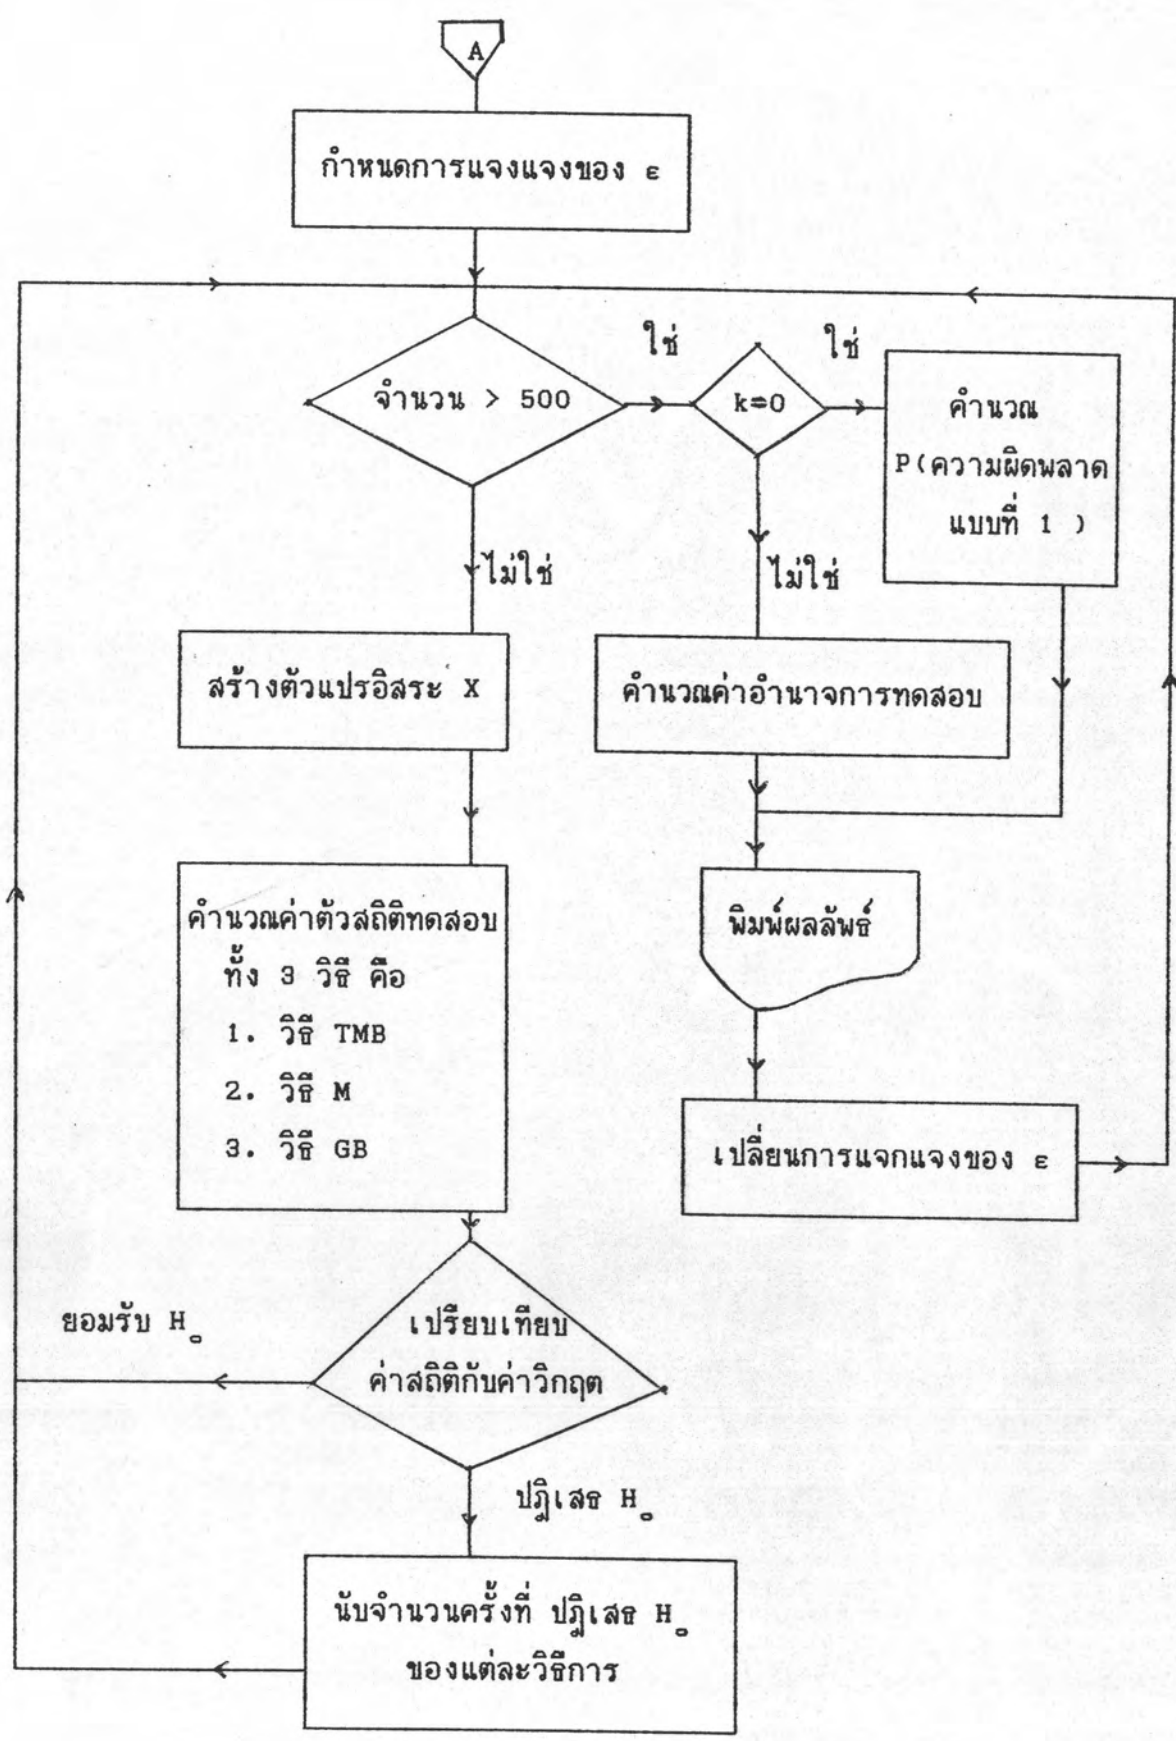 A
กำหนดการแจงแจงของ ε
จำนวน > 500
ใช่
k=0
ใช่
คำนวณ
P(ความผิดพลาด
แบบที่ 1 )
ไม่ใช่
ไม่ใช่
สร้างตัวแปรอิสระ X
คำนวณค่าอำนาจการทดสอบ
คำนวณค่าตัวสถิติทดสอบ
ทั้ง 3 วิธี คือ
1. วิธี TMB
2. วิธี M
3. วิธี GB
พิมพ์ผลลัพธ์
เปลี่ยนการแจกแจงของ ε
ยอมรับ H₀
เปรียบเทียบ
ค่าสถิติกับค่าวิกฤต
ปฎิเสธ H₀
นับจำนวนครั้งที่ ปฎิเสธ H₀
ของแต่ละวิธีการ